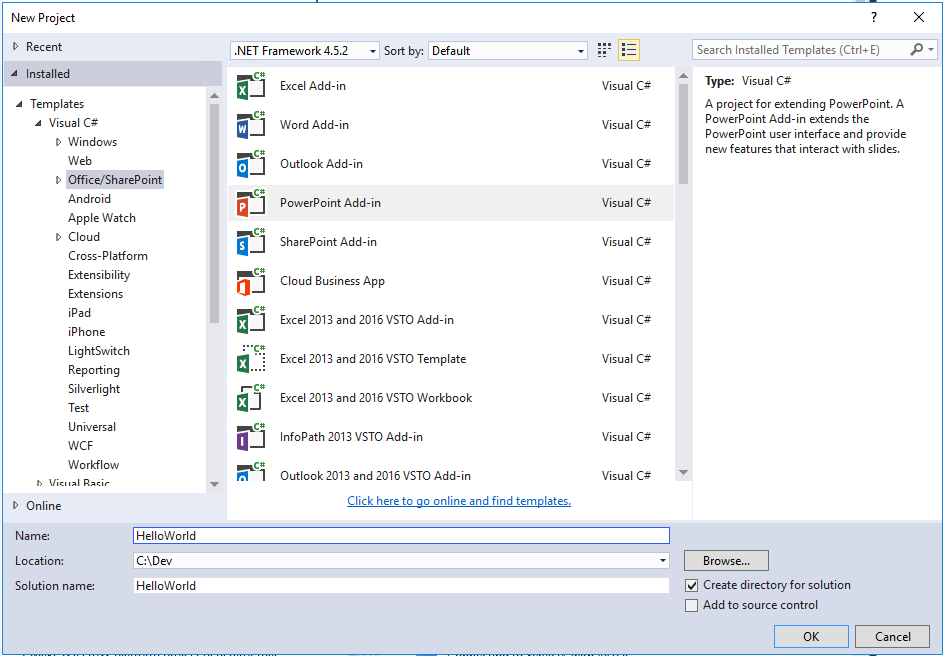 New Project
? 
Recent
.NET Framework 4.5.2 Sort by: Default
Search Installed Templates (Ctrl+E)
Installed
Templates
Visual C#
Windows
Web
Office/SharePoint
Android
Apple Watch
Cloud
Cross-Platform
Extensibility
Extensions
iPad
iPhone
LightSwitch
Reporting
Silverlight
Test
Universal
WCF
Workflow
Visual Basic
Online
Excel Add-in Visual C#
Word Add-in Visual C#
Outlook Add-in Visual C#
PowerPoint Add-in Visual C#
SharePoint Add-in Visual C#
Cloud Business App Visual C#
Excel 2013 and 2016 VSTO Add-in Visual C#
Excel 2013 and 2016 VSTO Template Visual C#
Excel 2013 and 2016 VSTO Workbook Visual C#
InfoPath 2013 VSTO Add-in Visual C#
Outlook 2013 and 2016 VSTO Add-in Visual C#
Click here to go online and find templates.
Type: Visual C#
A project for extending PowerPoint. A
PowerPoint Add-in extends the
PowerPoint user interface and provide
new features that interact with slides.
Name: HelloWorld
Location: C:\Dev Browse...
Solution name: HelloWorld
Create directory for solution
Add to source control
OK Cancel